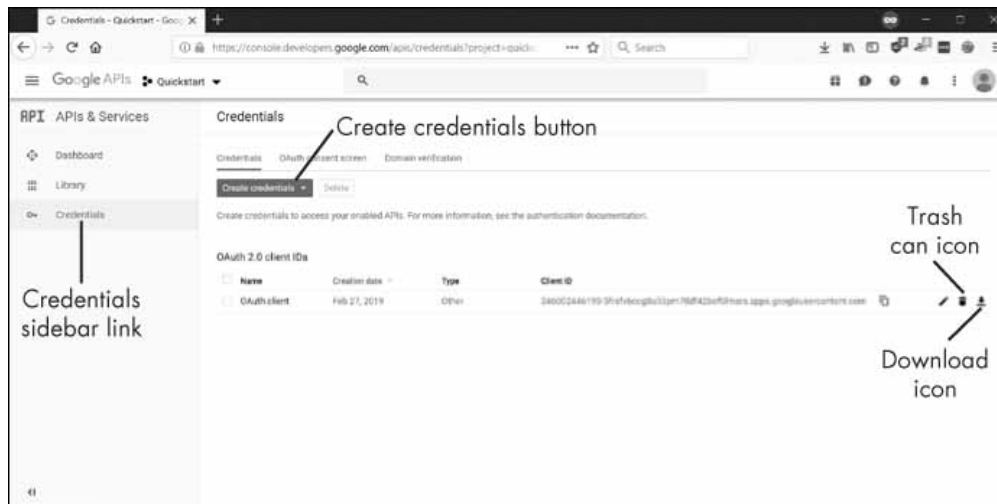 Credentials - Quickstart - Goo
https://console.developers.google.com/apis/credentials?project=quick
Search
Google APIs
Quickstart
API APIs & Services
Credentials
Create credentials button
Dashboard
Credentials OAuth consent screen Domain verification
Library
Create credentials Delete
Credentials
Create credentials to access your enabled APIs. For more information, see the authentication documentation.
Trash
can icon
OAuth 2.0 client IDs
Name Creation date Type Client ID
OAuth client Feb 27, 2019 Other
Credentials
sidebar link
Download
icon